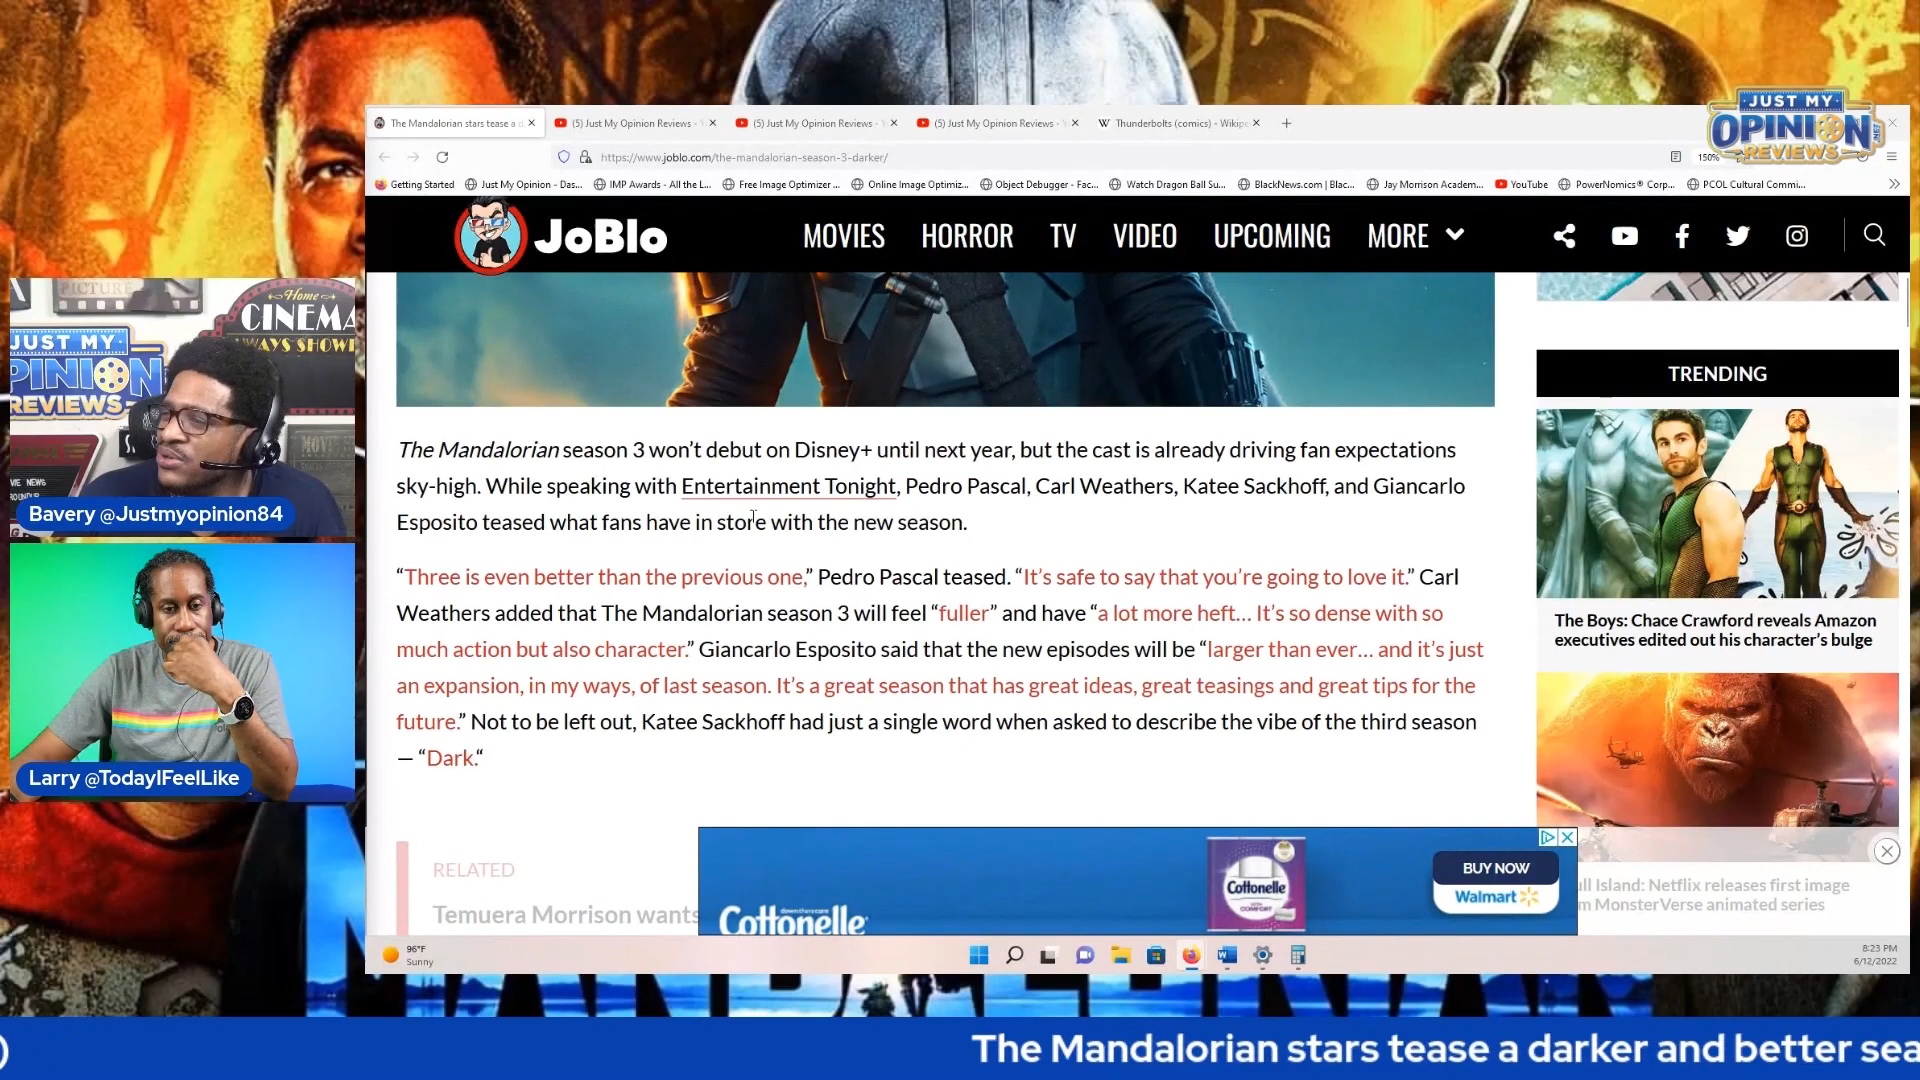 JUST MY
OPINION
REVIEWS
The Mandalorian stars tease a d
(5) Just My Opinion Reviews -
(5) Just My Opinion Reviews -
(5) Just My Opinion Reviews -
Thunderbolts (comics) - Wikipe
https://www.joblo.com/the-mandalorian-season-3-darker/
150%
Getting Started
Just My Opinion - Das...
IMP Awards - All the L...
Free Image Optimizer ...
Online Image Optimiz...
Object Debugger - Fac...
Watch Dragon Ball Su...
BlackNews.com | Blac...
Jay Morrison Academ...
YouTube
PowerNomics® Corp...
PCOL Cultural Commi...
JoBlo
MOVIES HORROR TV VIDEO UPCOMING MORE
PICTURE
Home
CINEMA
WAYS SHOWI
JUST MY
PINION
REVIEWS
Bavery @Justmyopinion84
Larry @TodayIFeelLike
The Mandalorian season 3 won’t debut on Disney+ until next year, but the cast is already driving fan expectations
sky-high. While speaking with Entertainment Tonight, Pedro Pascal, Carl Weathers, Katee Sackhoff, and Giancarlo
Esposito teased what fans have in store with the new season.
“Three is even better than the previous one,” Pedro Pascal teased. “It’s safe to say that you’re going to love it.” Carl
Weathers added that The Mandalorian season 3 will feel “fuller” and have “a lot more heft… It’s so dense with so
much action but also character.” Giancarlo Esposito said that the new episodes will be “larger than ever… and it’s just
an expansion, in my ways, of last season. It’s a great season that has great ideas, great teasings and great tips for the
future.” Not to be left out, Katee Sackhoff had just a single word when asked to describe the vibe of the third season
— “Dark.“
TRENDING
The Boys: Chace Crawford reveals Amazon
executives edited out his character’s bulge
ull Island: Netflix releases first image
m MonsterVerse animated series
RELATED
Temuera Morrison wants
Cottonelle
Cottonelle
BUY NOW
Walmart
96°F
Sunny
8:23 PM
6/12/2022
The Mandalorian stars tease a darker and better sea